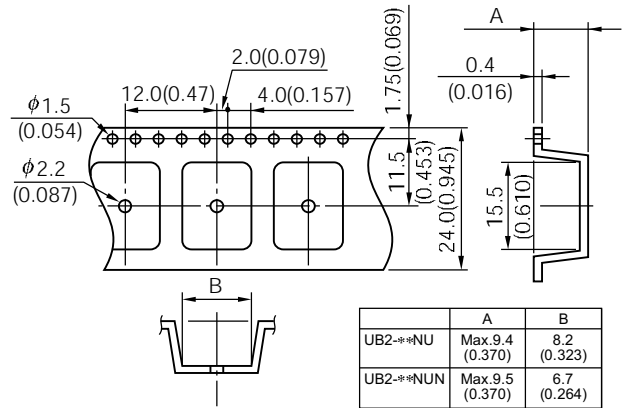 A
2.0(0.079)
12.0(0.47)
4.0(0.157)
1.75(0.069)
0.4
(0.016)
ϕ1.5
(0.054)
ϕ2.2
(0.087)
11.5
(0.453)
24.0(0.945)
15.5
(0.610)
B
A B
UB2-**NU Max.9.4 8.2
(0.370) (0.323)
UB2-**NUN Max.9.5 6.7
(0.370) (0.264)